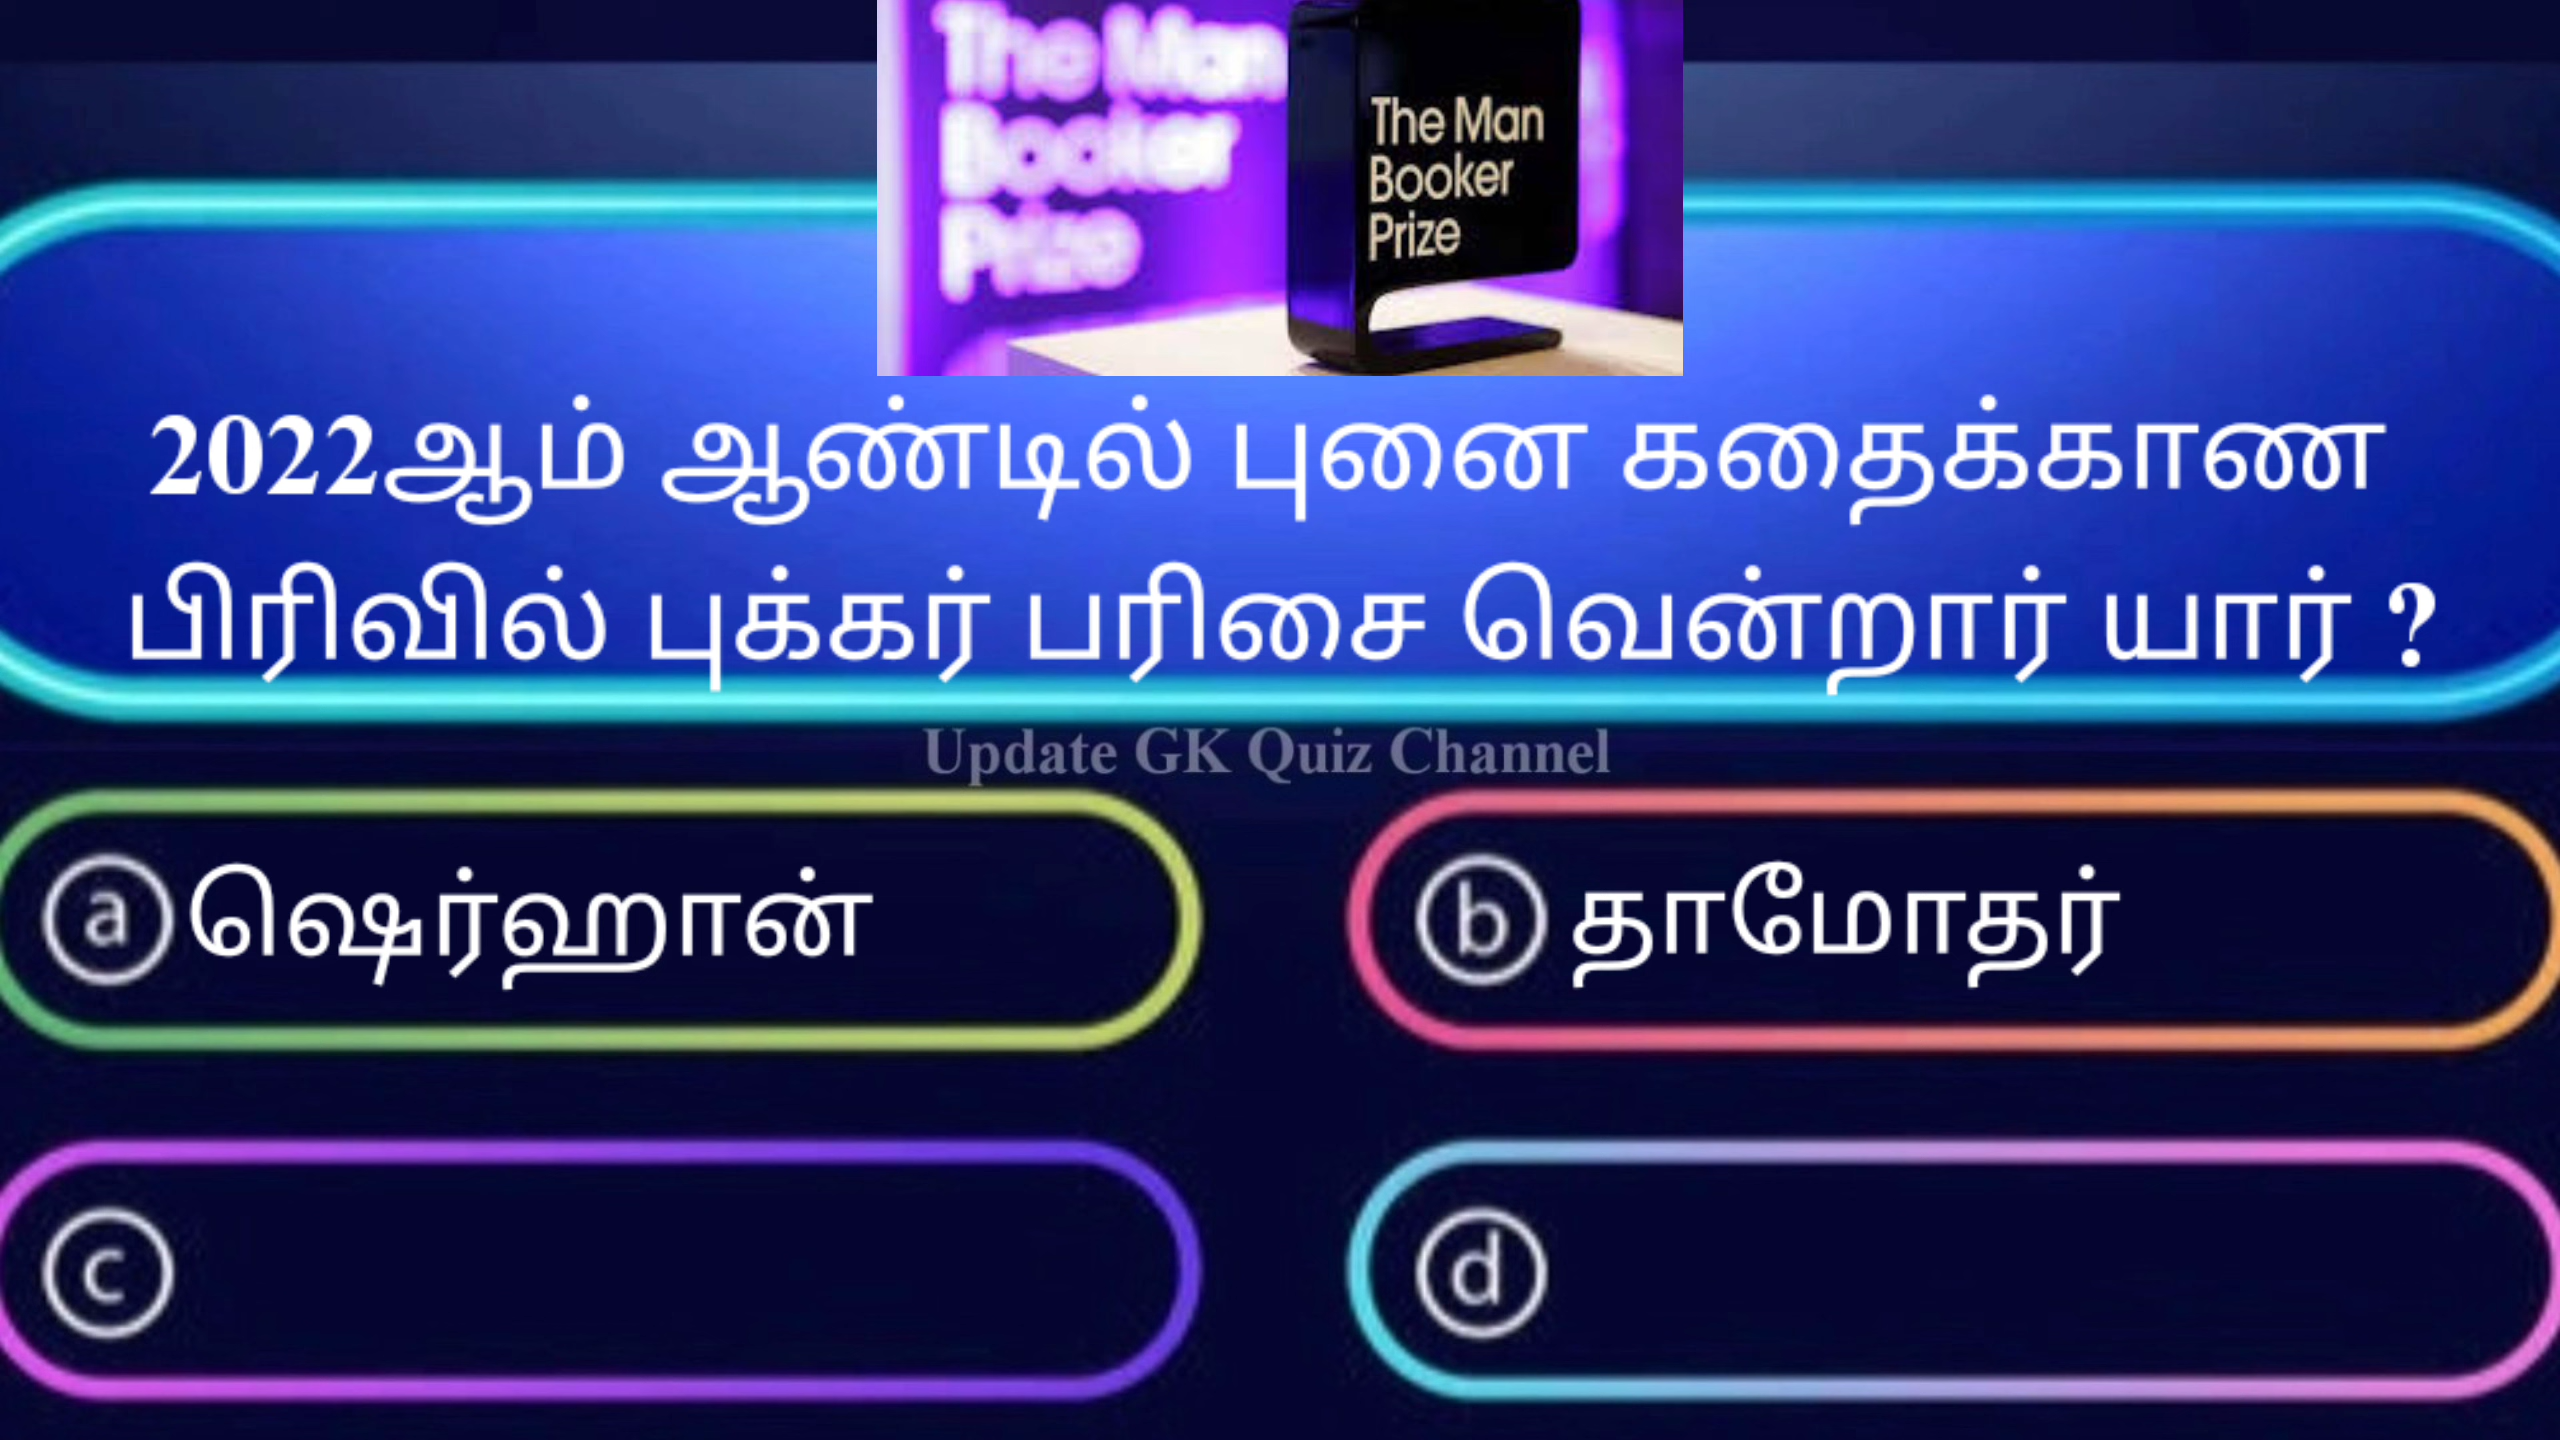 The Man
Booker
Prize
The Man
Booker
Prize
2022ஆம் ஆண்டில் புனை கதைக்காண
பிரிவில் புக்கர் பரிசை வென்றார் யார் ?
Update GK Quiz Channel
a ஷெர்ஹான்
b தாமோதர்
c
d